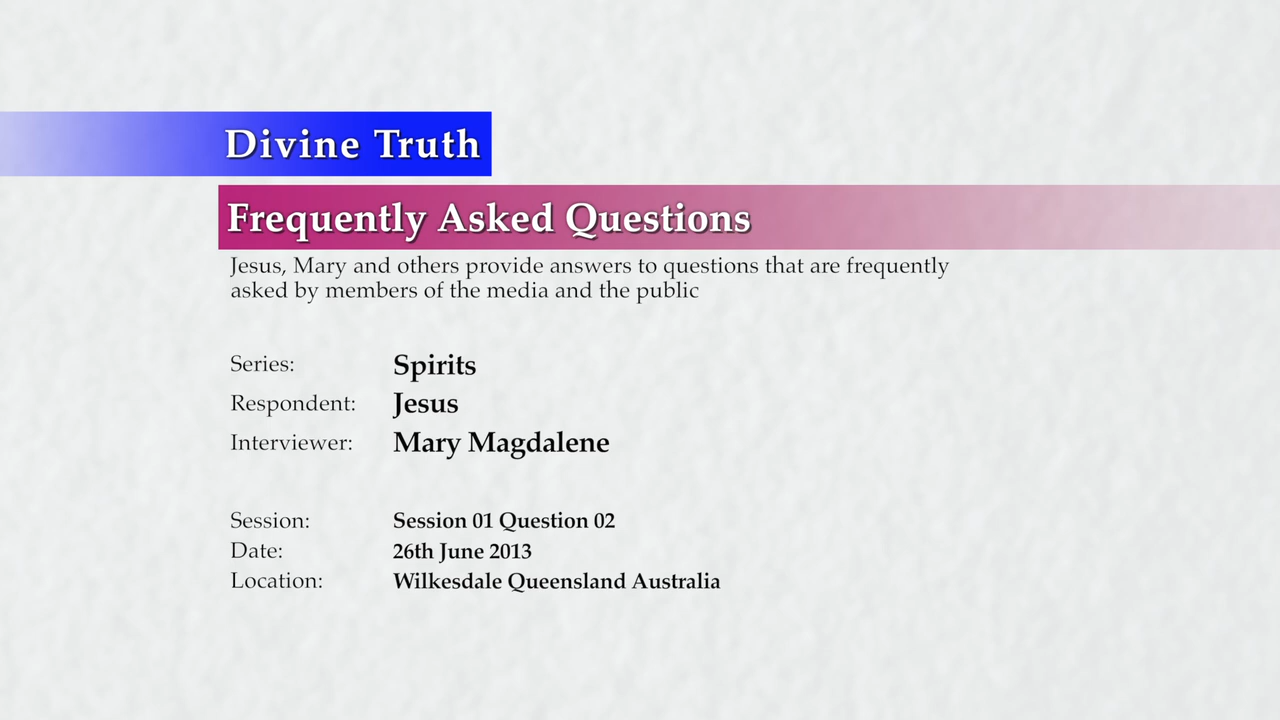 Divine Truth
Frequently Asked Questions
Jesus, Mary and others provide answers to questions that are frequently
asked by members of the media and the public
Series: Spirits
Respondent: Jesus
Interviewer: Mary Magdalene
Session: Session 01 Question 02
Date: 26th June 2013
Location: Wilkesdale Queensland Australia